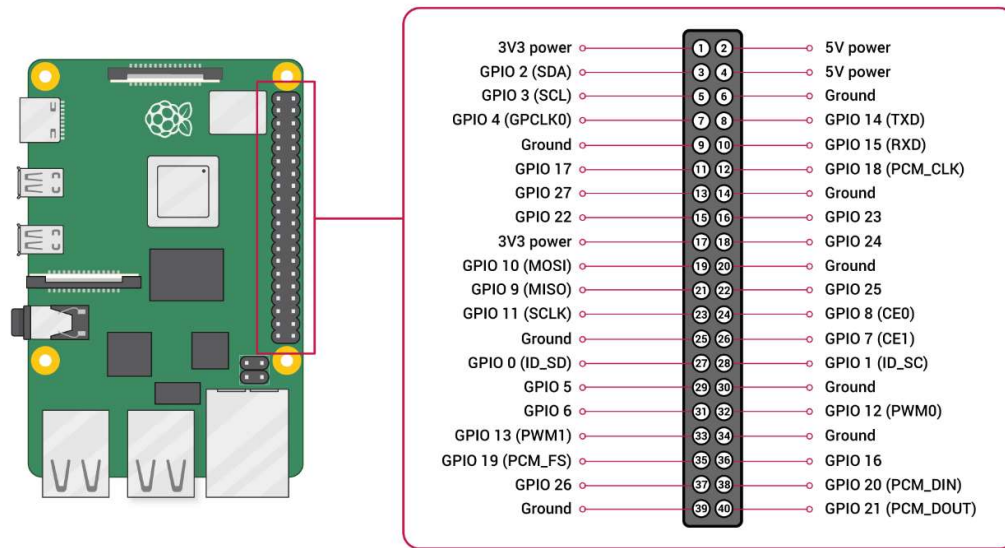 3V3 power 1 2 5V power
GPIO 2 (SDA) 3 4 5V power
GPIO 3 (SCL) 5 6 Ground
GPIO 4 (GPCLK0) 7 8 GPIO 14 (TXD)
Ground 9 10 GPIO 15 (RXD)
GPIO 17 11 12 GPIO 18 (PCM_CLK)
GPIO 27 13 14 Ground
GPIO 22 15 16 GPIO 23
3V3 power 17 18 GPIO 24
GPIO 10 (MOSI) 19 20 Ground
GPIO 9 (MISO) 21 22 GPIO 25
GPIO 11 (SCLK) 23 24 GPIO 8 (CE0)
Ground 25 26 GPIO 7 (CE1)
GPIO 0 (ID_SD) 27 28 GPIO 1 (ID_SC)
GPIO 5 29 30 Ground
GPIO 6 31 32 GPIO 12 (PWM0)
GPIO 13 (PWM1) 33 34 Ground
GPIO 19 (PCM_FS) 35 36 GPIO 16
GPIO 26 37 38 GPIO 20 (PCM_DIN)
Ground 39 40 GPIO 21 (PCM_DOUT)